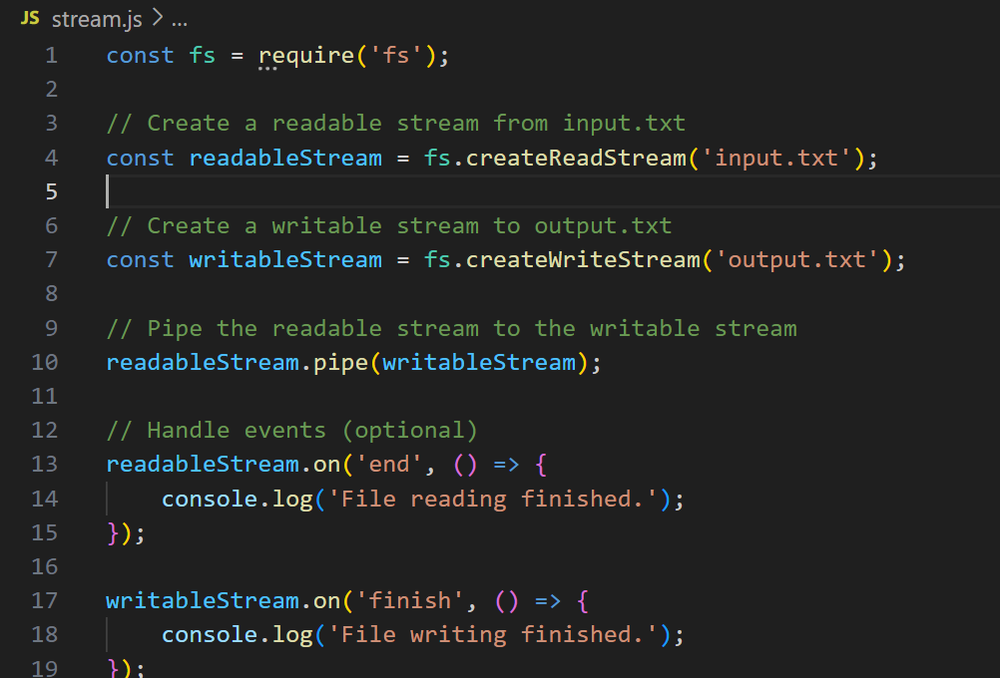 JS stream.js > ...
1 const fs = require('fs');
2
3 // Create a readable stream from input.txt
4 const readableStream = fs.createReadStream('input.txt');
5
6 // Create a writable stream to output.txt
7 const writableStream = fs.createWriteStream('output.txt');
8
9 // Pipe the readable stream to the writable stream
10 readableStream.pipe(writableStream);
11
12 // Handle events (optional)
13 readableStream.on('end', () => {
14     console.log('File reading finished.');
15 });
16
17 writableStream.on('finish', () => {
18     console.log('File writing finished.');
19 });